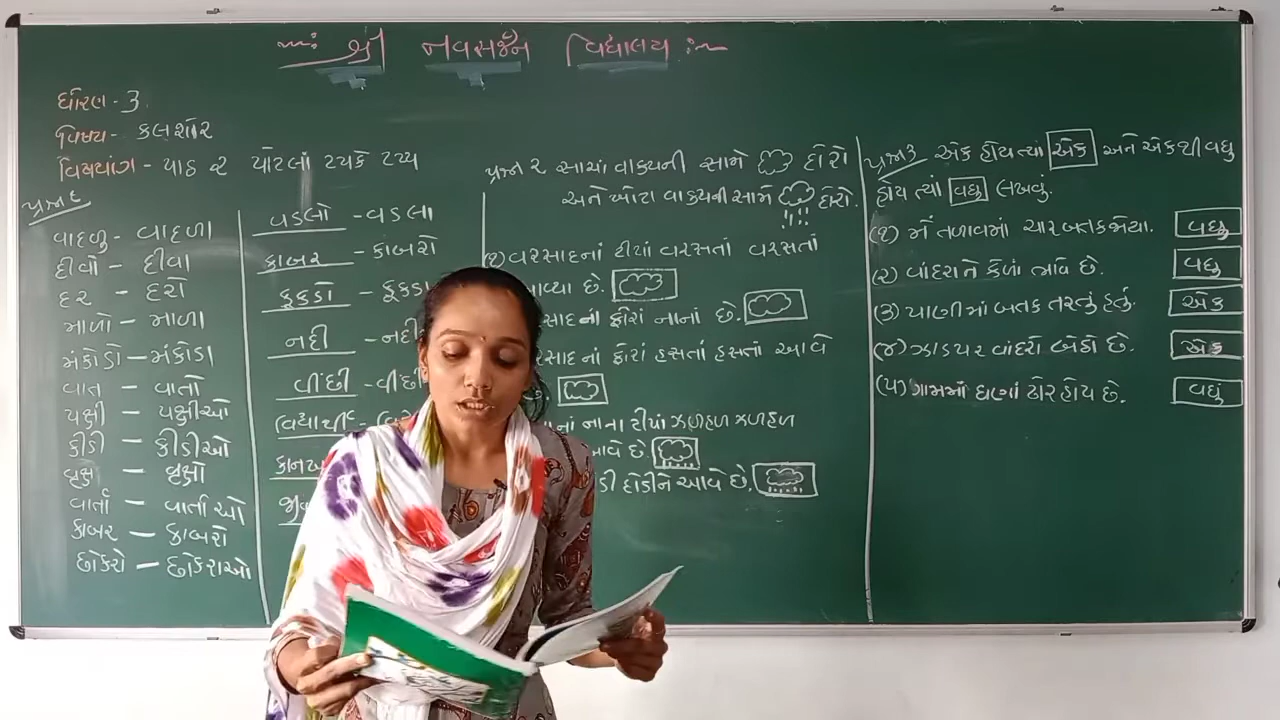 શ્રી નવસર્જન વિદ્યાલય
ધોરણ - 3
વિષય - કલશોર
વિષયાંગ - પાઠ ૨ પોટલાં ટપકે ટપ્પ
પ્રશ્ન ૧
વાદળુ - વાદળા
દીવો - દીવા
દર - દરો
માળો - માળા
મંકોડો - મંકોડા
વાત - વાતો
પક્ષી - પક્ષીઓ
કીડી - કીડીઓ
વૃક્ષ - વૃક્ષો
વાર્તા - વાર્તાઓ
કાબર - કાબરો
છોકરો - છોકરાઓ
વડલો - વડલા
કાબર - કાબરો
કૂકડો - કૂકડા
નદી - નદી
વીંછી - વીંછી
વિદ્યાર્થી -
પ્રશ્ન ૨ સાચાં વાક્યની સામે દોરો
અને ખોટા વાક્યની સામે દોરો.
(૧) વરસાદનાં ટીપાં વરસતાં વરસતાં
આવ્યા છે.
સાદનાં ફોરાં નાનાં છે.
રસાદનાં ફોરાં હસતાં હસતાં આવે
છે.
નાં નાના ટીપાં ઝળહળ ઝળહળ
આવે છે.
ડી દોડીને આવે છે.
પ્રશ્ન ૩ એક હોય ત્યાં એક અને એકથી વધુ
હોય ત્યાં વધુ લખવું.
(૧) મેં તળાવમાં ચાર બતક જોયા. વધુ
(૨) વાંદરાને કેળાં ભાવે છે. વધુ
(૩) પાણીમાં બતક તરતું હતું. એક
(૪) ઝાડ પર વાંદરો બેઠો છે. એક
(૫) ગામમાં ઘણાં ઢોર હોય છે. વધુ